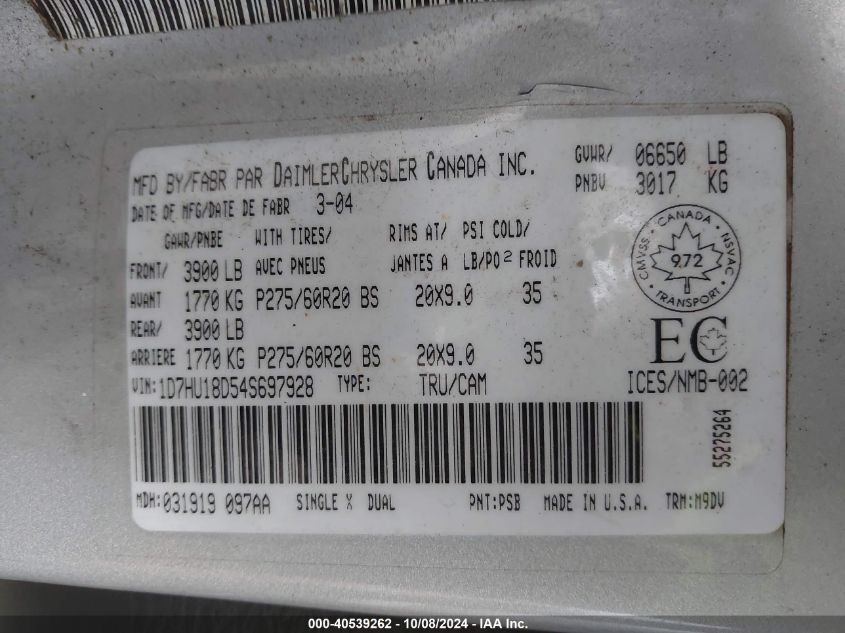 MFD BY/FABR PAR DAIMLERCHRYSLER CANADA INC.
GVWR/ 06650 LB
PNBV 3017 KG
DATE OF MFG/DATE DE FABR 3-04
GAWR/PNBE WITH TIRES/ RIMS AT/ PSI COLD/
FRONT/ 3900 LB AVEC PNEUS JANTES A LB/PO² FROID
AVANT 1770 KG P275/60R20 BS 20X9.0 35
REAR/ 3900 LB
ARRIERE 1770 KG P275/60R20 BS 20X9.0 35
VIN: 1D7HU18D54S697928 TYPE: TRU/CAM
CANADA
CMVSS NSVAC
972
TRANSPORT
EC
ICES/NMB-002
55275264
MDH: 031919 097AA SINGLE X DUAL PNT: PSB MADE IN U.S.A. TRM: M9DV
000-40539262 - 10/08/2024 - IAA Inc.